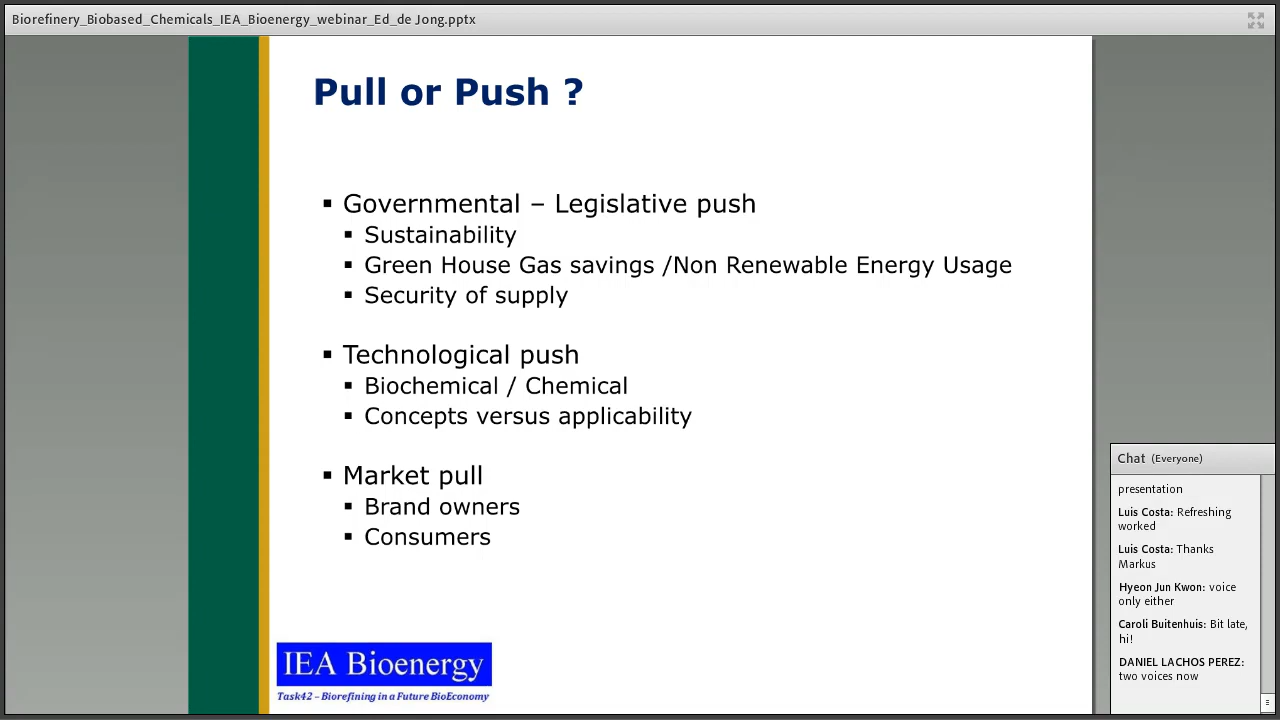 Biorefinery_Biobased_Chemicals_IEA_Bioenergy_webinar_Ed_de Jong.pptx
Pull or Push ?
Governmental – Legislative push
Sustainability
Green House Gas savings /Non Renewable Energy Usage
Security of supply
Technological push
Biochemical / Chemical
Concepts versus applicability
Market pull
Brand owners
Consumers
IEA Bioenergy
Task42 – Biorefining in a Future BioEconomy
Chat (Everyone)
presentation
Luis Costa: Refreshing
worked
Luis Costa: Thanks
Markus
Hyeon Jun Kwon: voice
only either
Caroli Buitenhuis: Bit late,
hi!
DANIEL LACHOS PEREZ:
two voices now